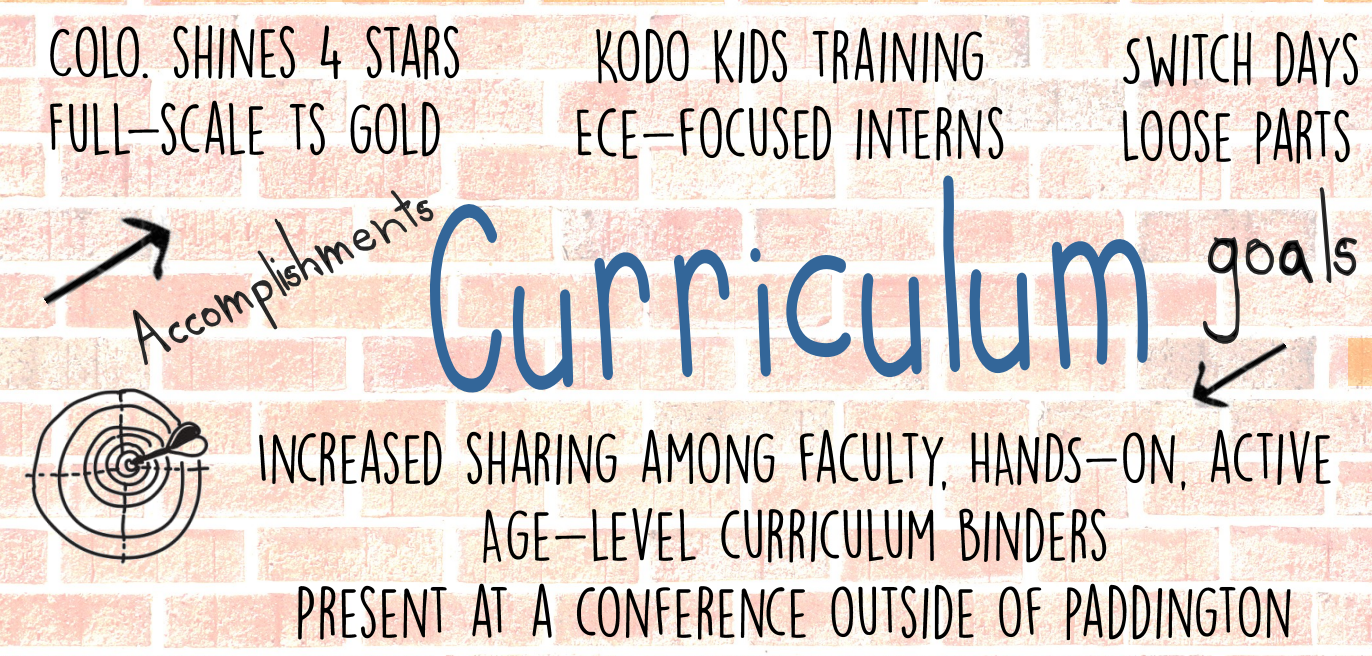 COLO. SHINES 4 STARS
FULL-SCALE TS GOLD
KODO KIDS TRAINING
ECE-FOCUSED INTERNS
SWITCH DAYS
LOOSE PARTS
Accomplishments
Curriculum
goals
INCREASED SHARING AMONG FACULTY, HANDS-ON, ACTIVE
AGE-LEVEL CURRICULUM BINDERS
PRESENT AT A CONFERENCE OUTSIDE OF PADDINGTON